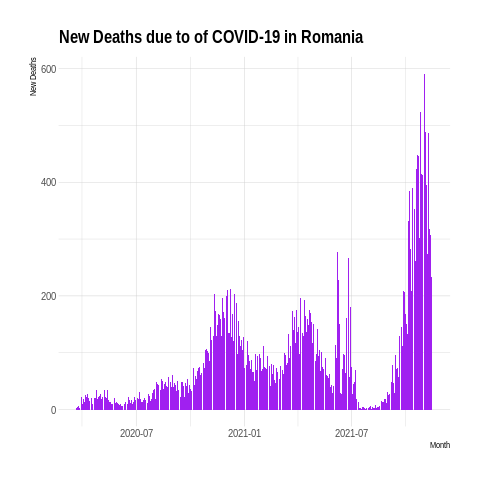 New Deaths due to of COVID-19 in Romania
New Deaths
600
400
200
0
2020-07
2021-01
2021-07
Month